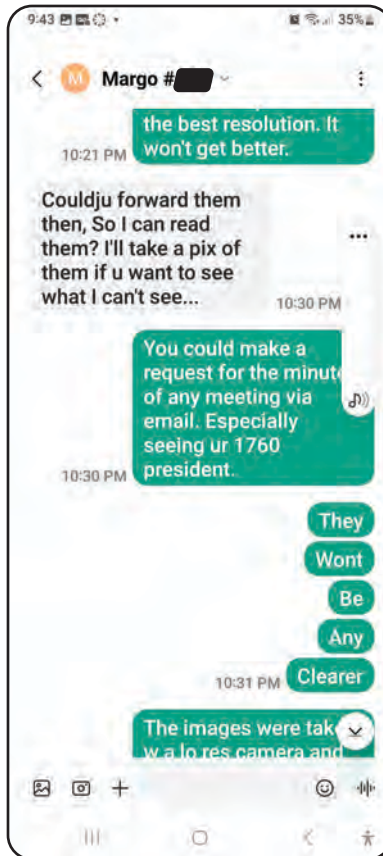 9:43
35%
M Margo #
the best resolution. It
won't get better.
10:21 PM
Couldju forward them
then, So I can read
them? I'll take a pix of
them if u want to see
what I can't see...
10:30 PM
You could make a
request for the minut
of any meeting via
email. Especially
seeing ur 1760
president.
10:30 PM
They
Wont
Be
Any
Clearer
10:31 PM
The images were tak
w a lo res camera and